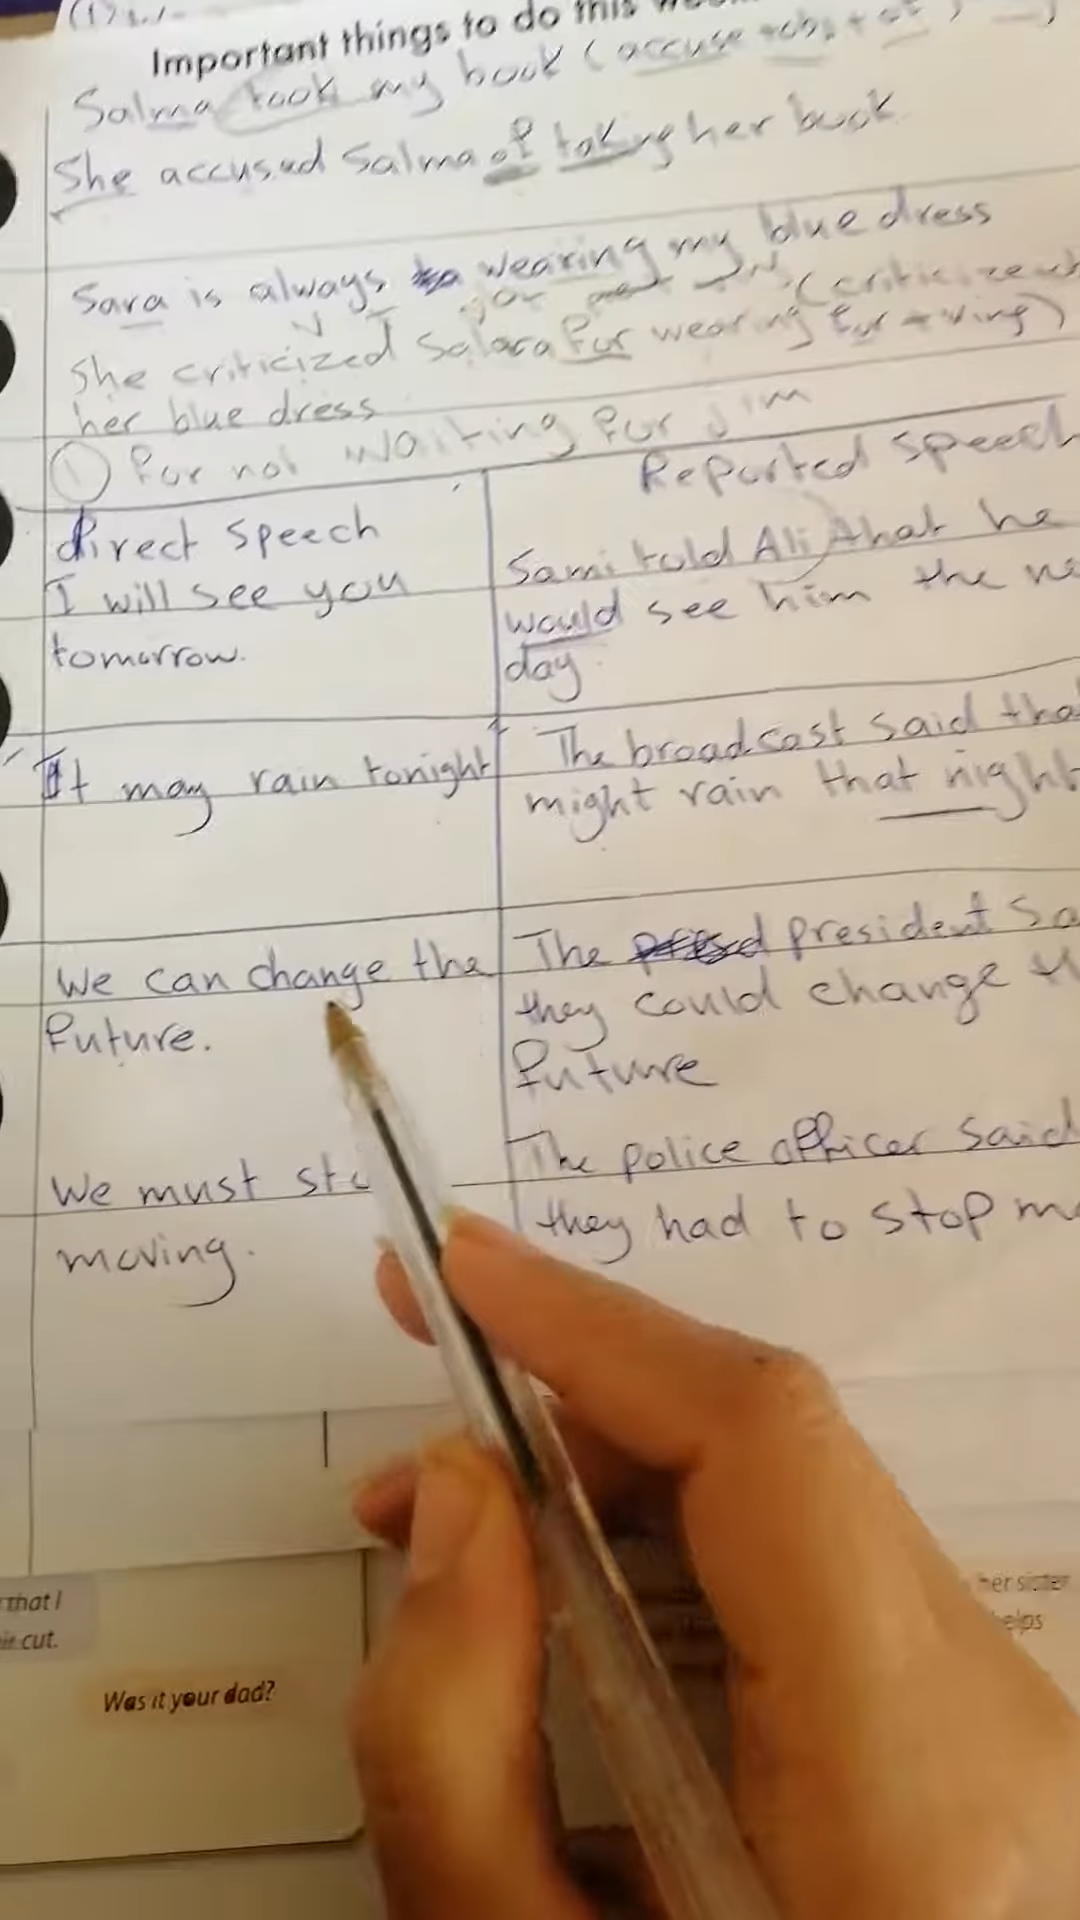 Important things to do this
Salma took my book (accuse + obj + of
She accused Salma of taking her book
Sara is always wearing my blue dress
She criticized Salara for wearing for + ving)
her blue dress
① for not waiting for Jim
direct speech
Reported speech
I will see you
tomorrow.
Sami told Ali that he
would see him the
day.
It may rain tonight
The broadcast said
might rain that night
We can change the
future.
The president
they could change
future
We must
moving.
The police officer said
they had to stop
that I
cut.
Was it your dad?
her sister
helps